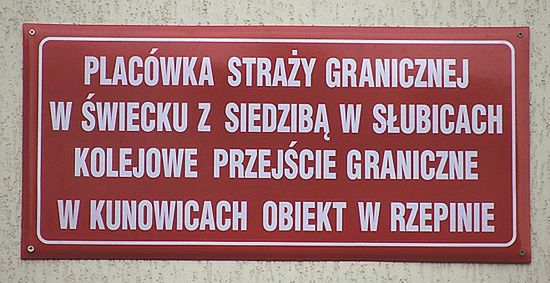 PLACÓWKA STRAŻY GRANICZNEJ
W ŚWIECKU Z SIEDZIBĄ W SŁUBICACH
KOLEJOWE PRZEJŚCIE GRANICZNE
W KUNOWICACH OBIEKT W RZEPINIE